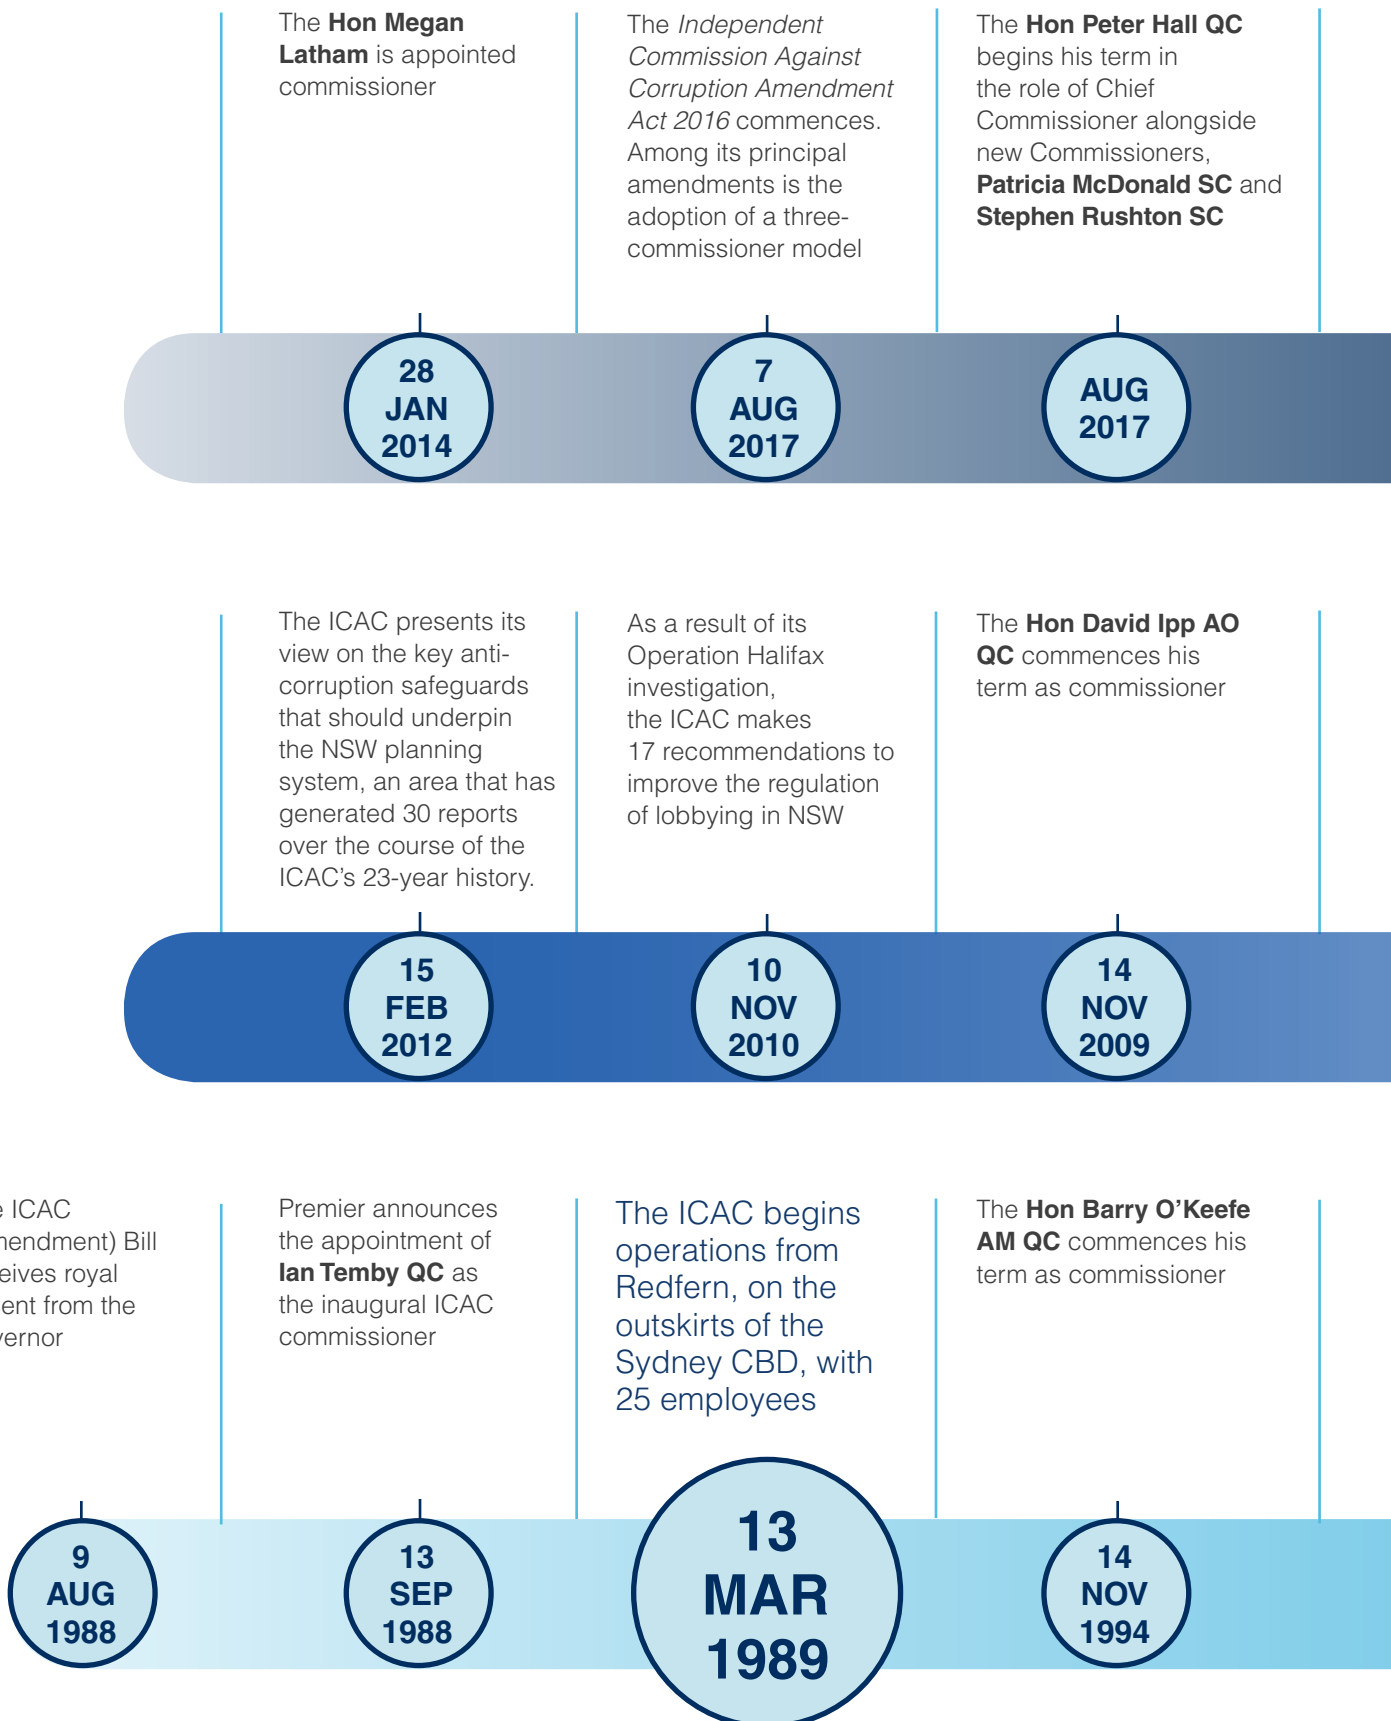 The Hon Megan
Latham is appointed
commissioner
The Independent
Commission Against
Corruption Amendment
Act 2016 commences.
Among its principal
amendments is the
adoption of a three-
commissioner model
The Hon Peter Hall QC
begins his term in
the role of Chief
Commissioner alongside
new Commissioners,
Patricia McDonald SC and
Stephen Rushton SC
28
JAN
2014
7
AUG
2017
AUG
2017
The ICAC presents its
view on the key anti-
corruption safeguards
that should underpin
the NSW planning
system, an area that has
generated 30 reports
over the course of the
ICAC’s 23-year history.
As a result of its
Operation Halifax
investigation,
the ICAC makes
17 recommendations to
improve the regulation
of lobbying in NSW
The Hon David Ipp AO
QC commences his
term as commissioner
15
FEB
2012
10
NOV
2010
14
NOV
2009
ICAC
Bill
royal
from the
Premier announces
the appointment of
Ian Temby QC as
the inaugural ICAC
commissioner
The ICAC begins
operations from
Redfern, on the
outskirts of the
Sydney CBD, with
25 employees
The Hon Barry O’Keefe
AM QC commences his
term as commissioner
9
AUG
1988
13
SEP
1988
13
MAR
1989
14
NOV
1994